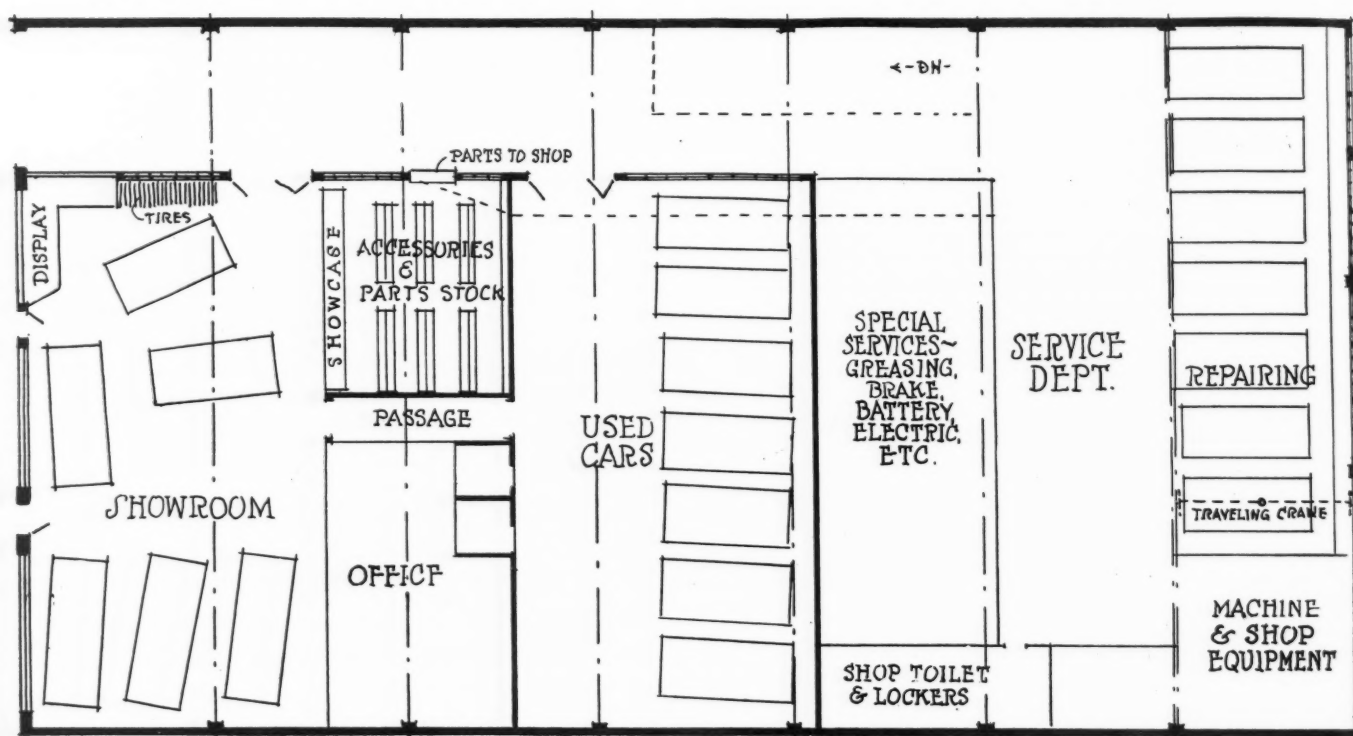 <-DN-
PARTS TO SHOP
TIRES
DISPLAY
SHOWCASE
ACCESSORIES
&
PARTS STOCK
PASSAGE
SHOWROOM
OFFICE
USED
CARS
SPECIAL
SERVICES~
GREASING,
BRAKE,
BATTERY,
ELECTRIC,
ETC.
SERVICE
DEPT.
REPAIRING
TRAVELING CRANE
SHOP TOILET
& LOCKERS
MACHINE
& SHOP
EQUIPMENT